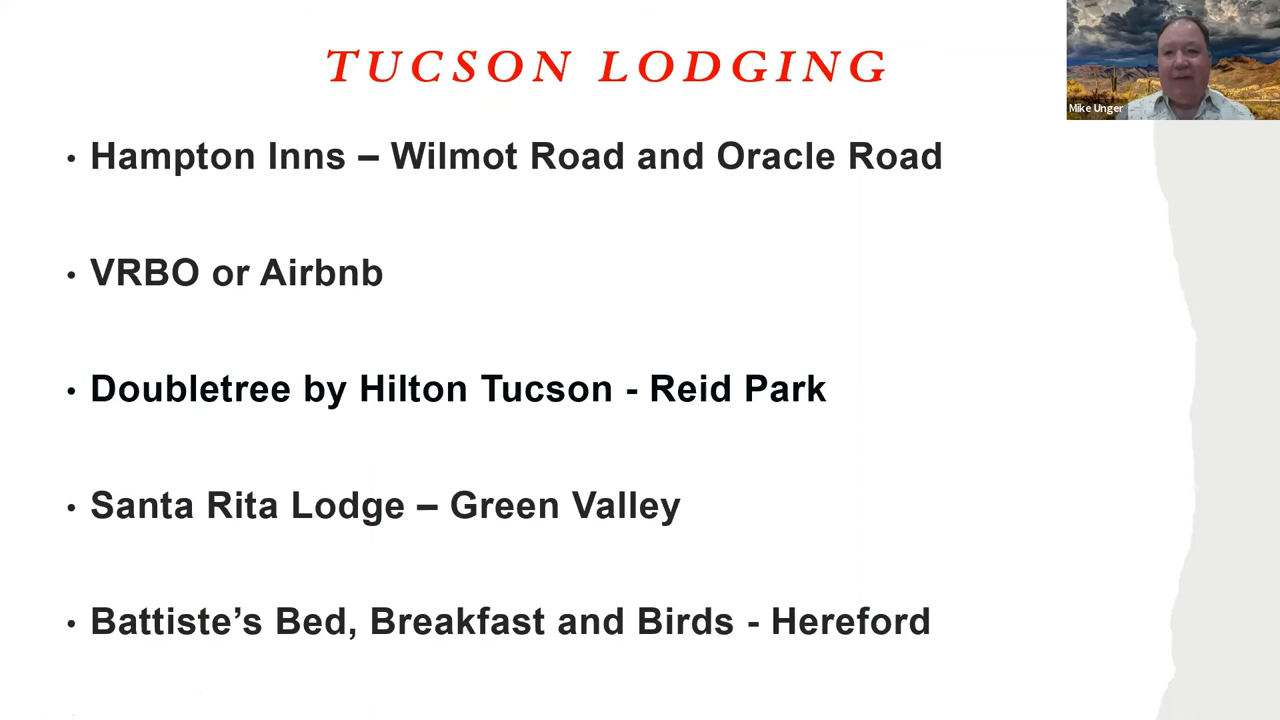 TUCSON LODGING
Mike Unger
• Hampton Inns – Wilmot Road and Oracle Road
• VRBO or Airbnb
• Doubletree by Hilton Tucson - Reid Park
• Santa Rita Lodge – Green Valley
• Battiste’s Bed, Breakfast and Birds - Hereford